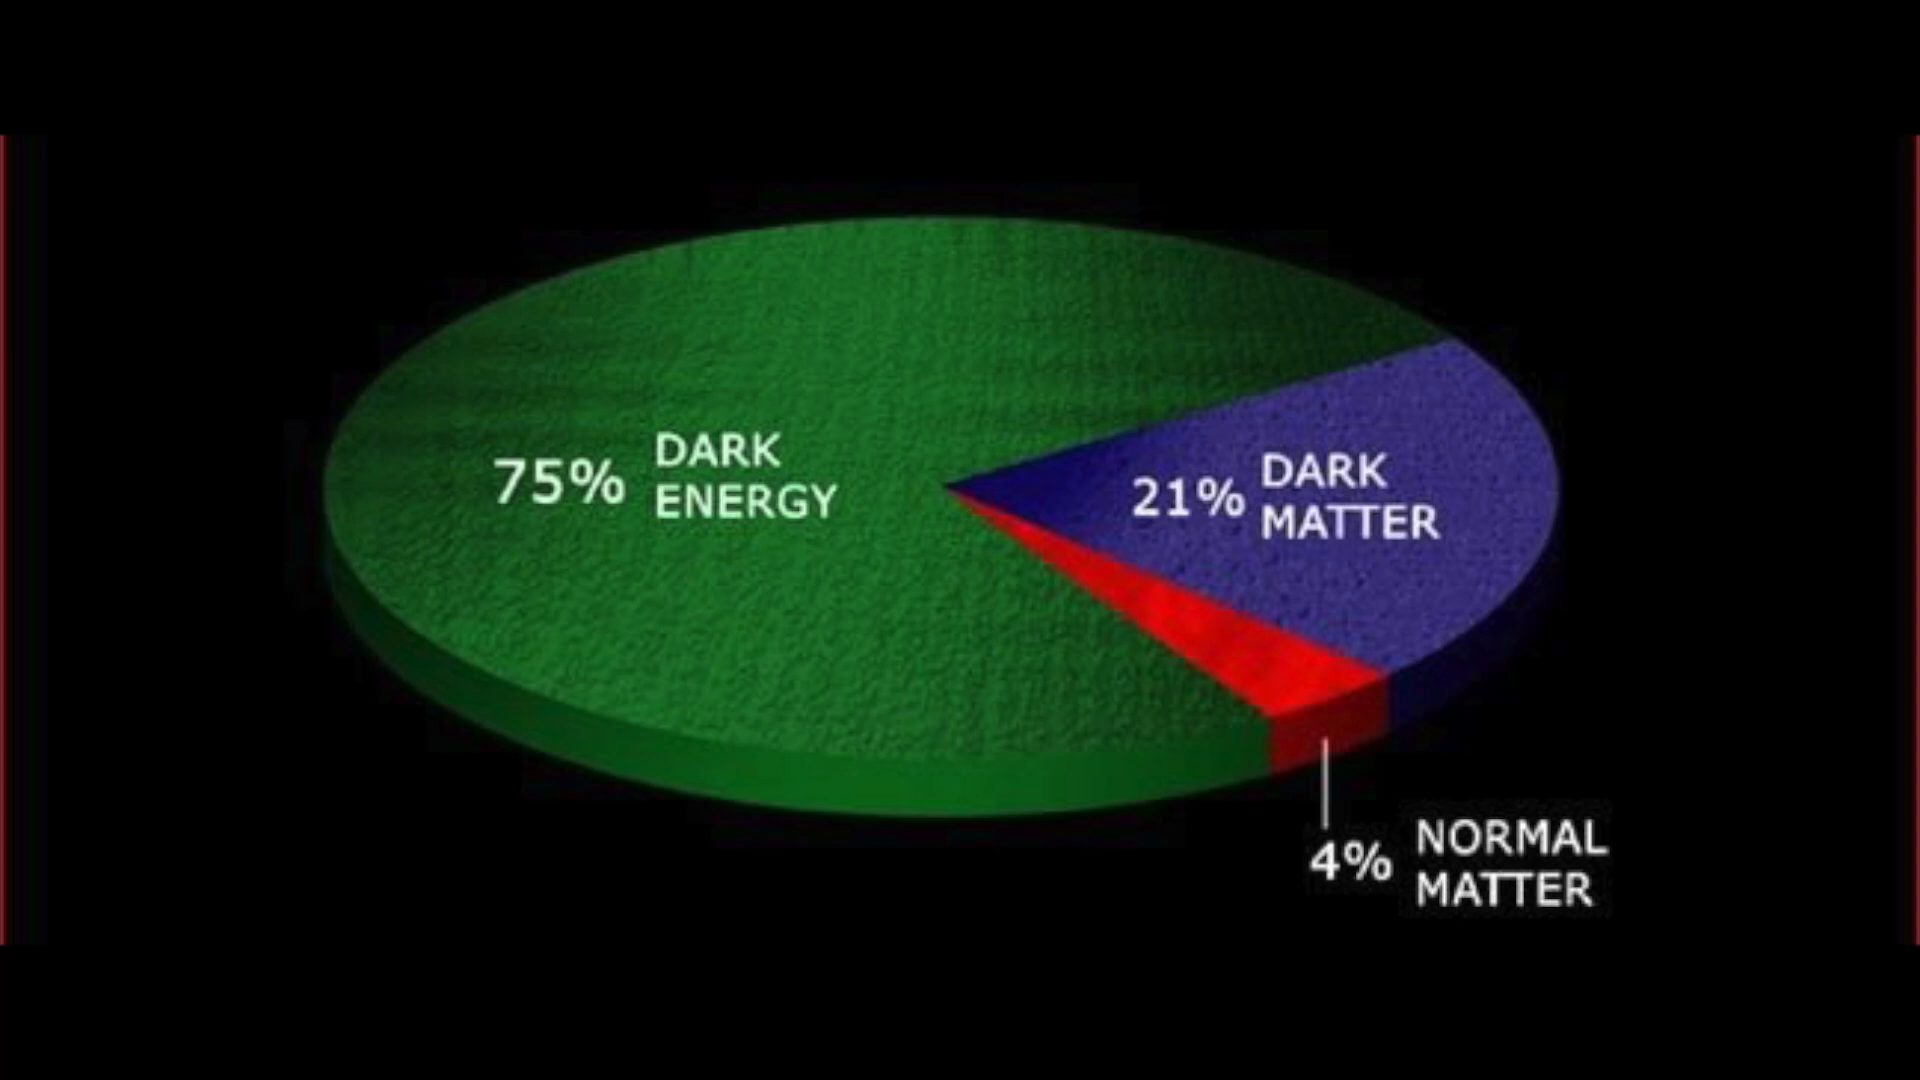 75% DARK
ENERGY
21% DARK
MATTER
4% NORMAL
MATTER